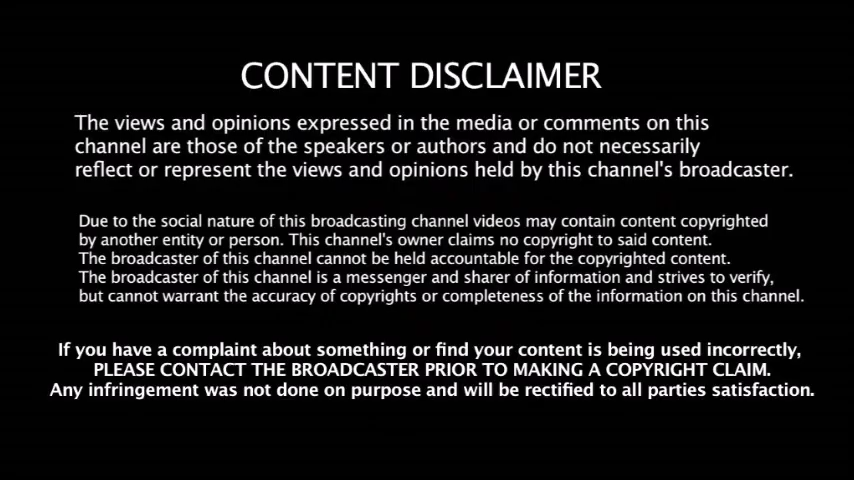 CONTENT DISCLAIMER
The views and opinions expressed in the media or comments on this
channel are those of the speakers or authors and do not necessarily
reflect or represent the views and opinions held by this channel's broadcaster.
Due to the social nature of this broadcasting channel videos may contain content copyrighted
by another entity or person. This channel's owner claims no copyright to said content.
The broadcaster of this channel cannot be held accountable for the copyrighted content.
The broadcaster of this channel is a messenger and sharer of information and strives to verify,
but cannot warrant the accuracy of copyrights or completeness of the information on this channel.
If you have a complaint about something or find your content is being used incorrectly,
PLEASE CONTACT THE BROADCASTER PRIOR TO MAKING A COPYRIGHT CLAIM.
Any infringement was not done on purpose and will be rectified to all parties satisfaction.